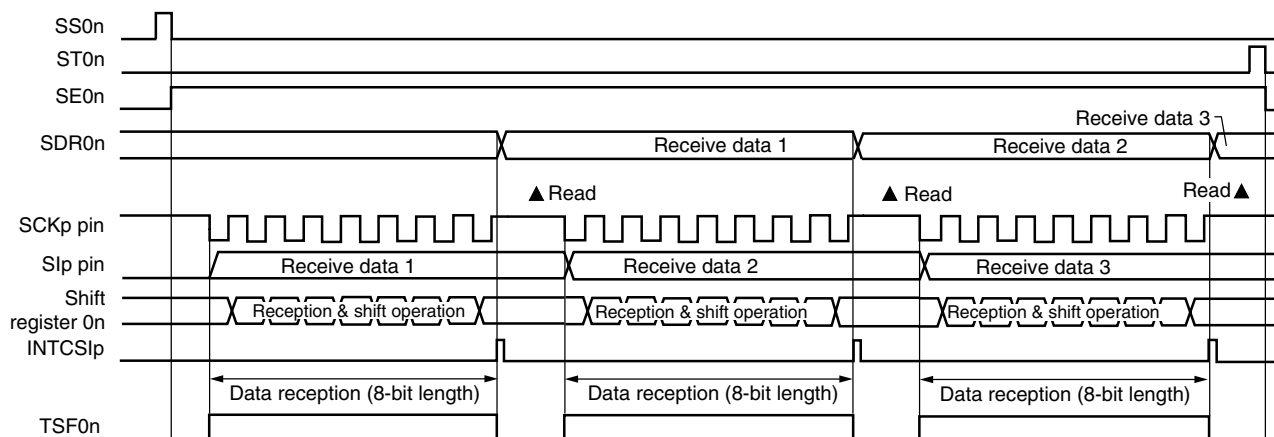 SS0n
ST0n
SE0n
Receive data 3
SDR0n
Receive data 1
Receive data 2
▲ Read
▲ Read
Read ▲
SCKp pin
SIp pin
Receive data 1
Receive data 2
Receive data 3
Shift
register 0n
Reception & shift operation
Reception & shift operation
Reception & shift operation
INTCSIp
Data reception (8-bit length)
Data reception (8-bit length)
Data reception (8-bit length)
TSF0n